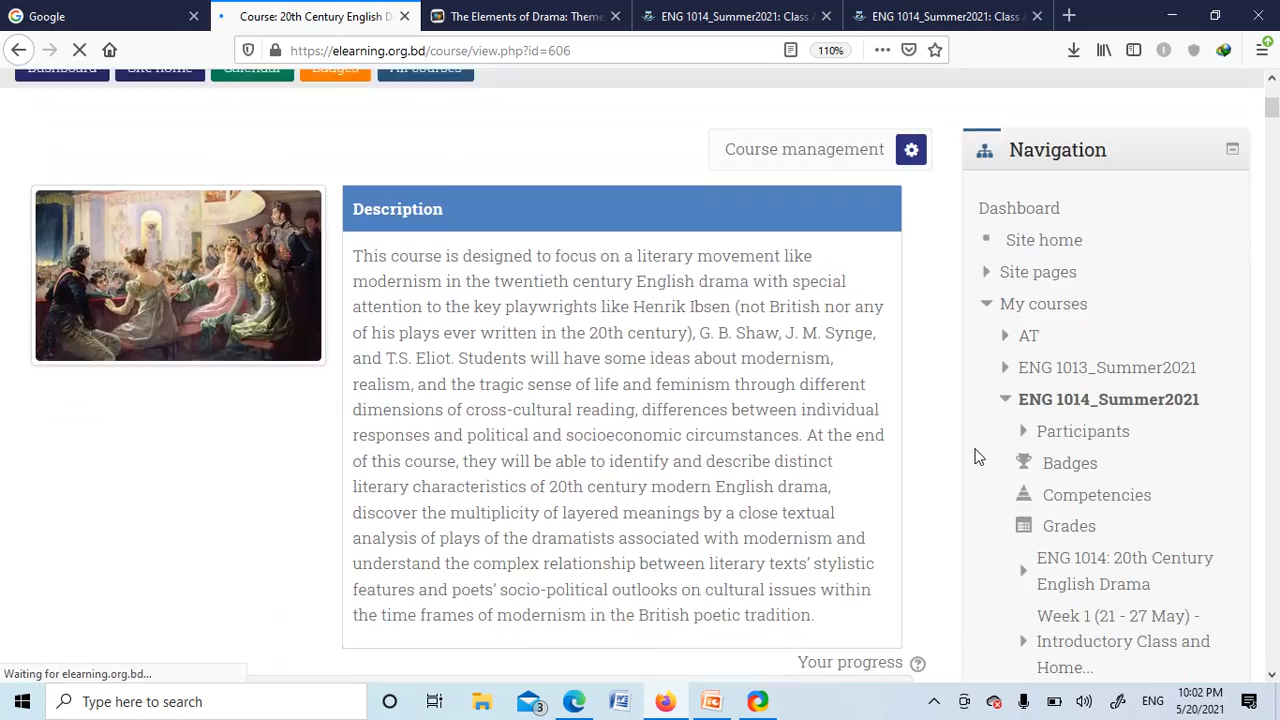 Google
Course: 20th Century English D
The Elements of Drama: Theme
ENG 1014_Summer2021: Class
ENG 1014_Summer2021: Class A
https://elearning.org.bd/course/view.php?id=606
110%
Dashboard
Site home
Calendar
Badges
All courses
Course management
Description
This course is designed to focus on a literary movement like
modernism in the twentieth century English drama with special
attention to the key playwrights like Henrik Ibsen (not British nor any
of his plays ever written in the 20th century), G. B. Shaw, J. M. Synge,
and T.S. Eliot. Students will have some ideas about modernism,
realism, and the tragic sense of life and feminism through different
dimensions of cross-cultural reading, differences between individual
responses and political and socioeconomic circumstances. At the end
of this course, they will be able to identify and describe distinct
literary characteristics of 20th century modern English drama,
discover the multiplicity of layered meanings by a close textual
analysis of plays of the dramatists associated with modernism and
understand the complex relationship between literary texts' stylistic
features and poets' socio-political outlooks on cultural issues within
the time frames of modernism in the British poetic tradition.
Your progress
Navigation
Dashboard
Site home
Site pages
My courses
AT
ENG 1013_Summer2021
ENG 1014_Summer2021
Participants
Badges
Competencies
Grades
ENG 1014: 20th Century
English Drama
Week 1 (21 - 27 May) -
Introductory Class and
Home...
Waiting for elearning.org.bd...
Type here to search
3
ENG
10:02 PM
5/20/2021